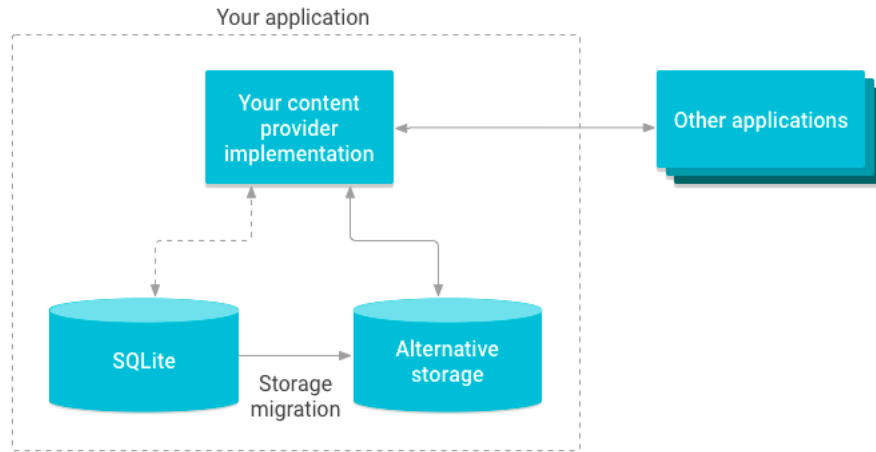 Your application
Your content
provider
implementation
Other applications
SQLite
Alternative
storage
Storage
migration